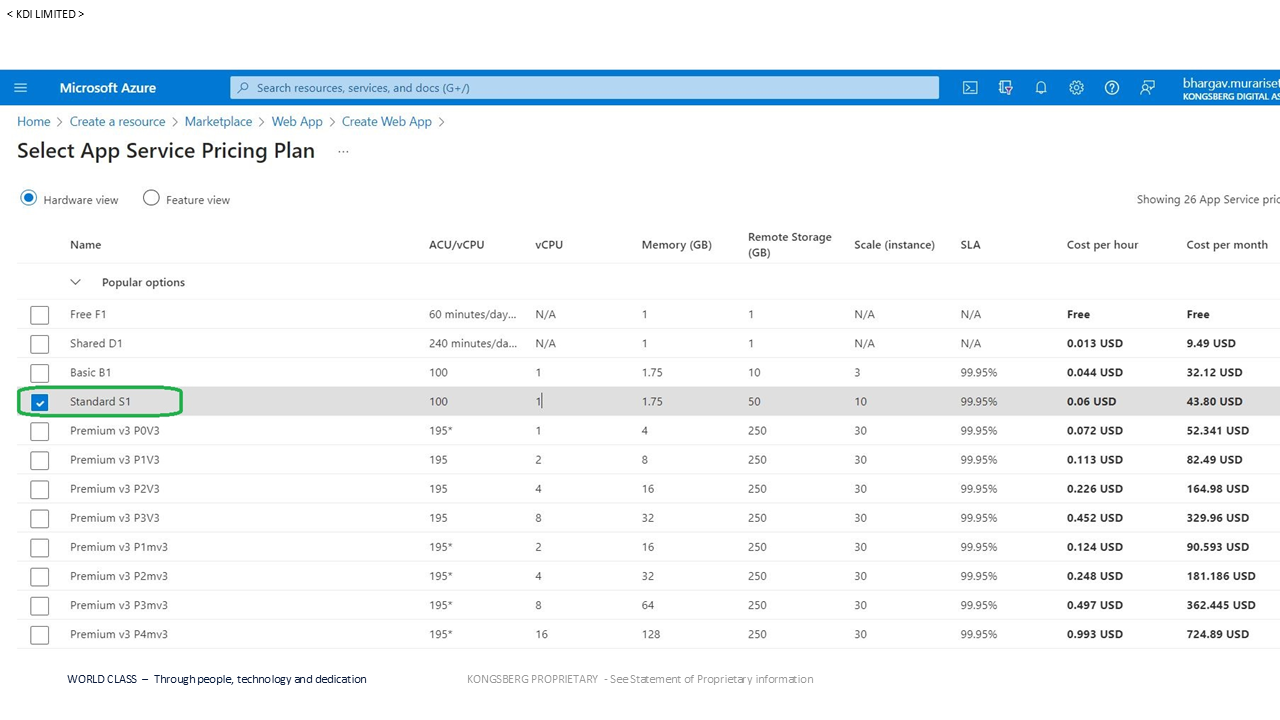 < KDI LIMITED >
Microsoft Azure
Search resources, services, and docs (G+/)
bhargav.murariset
KONGSBERG DIGITAL AS
Home > Create a resource > Marketplace > Web App > Create Web App >
Select App Service Pricing Plan ...
Hardware view Feature view
Showing 26 App Service pric
Name ACU/vCPU vCPU Memory (GB) Remote Storage (GB) Scale (instance) SLA Cost per hour Cost per month
Popular options
Free F1 60 minutes/day... N/A 1 1 N/A N/A Free Free
Shared D1 240 minutes/da... N/A 1 1 N/A N/A 0.013 USD 9.49 USD
Basic B1 100 1 1.75 10 3 99.95% 0.044 USD 32.12 USD
Standard S1 100 1 1.75 50 10 99.95% 0.06 USD 43.80 USD
Premium v3 P0V3 195* 1 4 250 30 99.95% 0.072 USD 52.341 USD
Premium v3 P1V3 195 2 8 250 30 99.95% 0.113 USD 82.49 USD
Premium v3 P2V3 195 4 16 250 30 99.95% 0.226 USD 164.98 USD
Premium v3 P3V3 195 8 32 250 30 99.95% 0.452 USD 329.96 USD
Premium v3 P1mv3 195* 2 16 250 30 99.95% 0.124 USD 90.593 USD
Premium v3 P2mv3 195* 4 32 250 30 99.95% 0.248 USD 181.186 USD
Premium v3 P3mv3 195* 8 64 250 30 99.95% 0.497 USD 362.445 USD
Premium v3 P4mv3 195* 16 128 250 30 99.95% 0.993 USD 724.89 USD
WORLD CLASS – Through people, technology and dedication
KONGSBERG PROPRIETARY - See Statement of Proprietary information